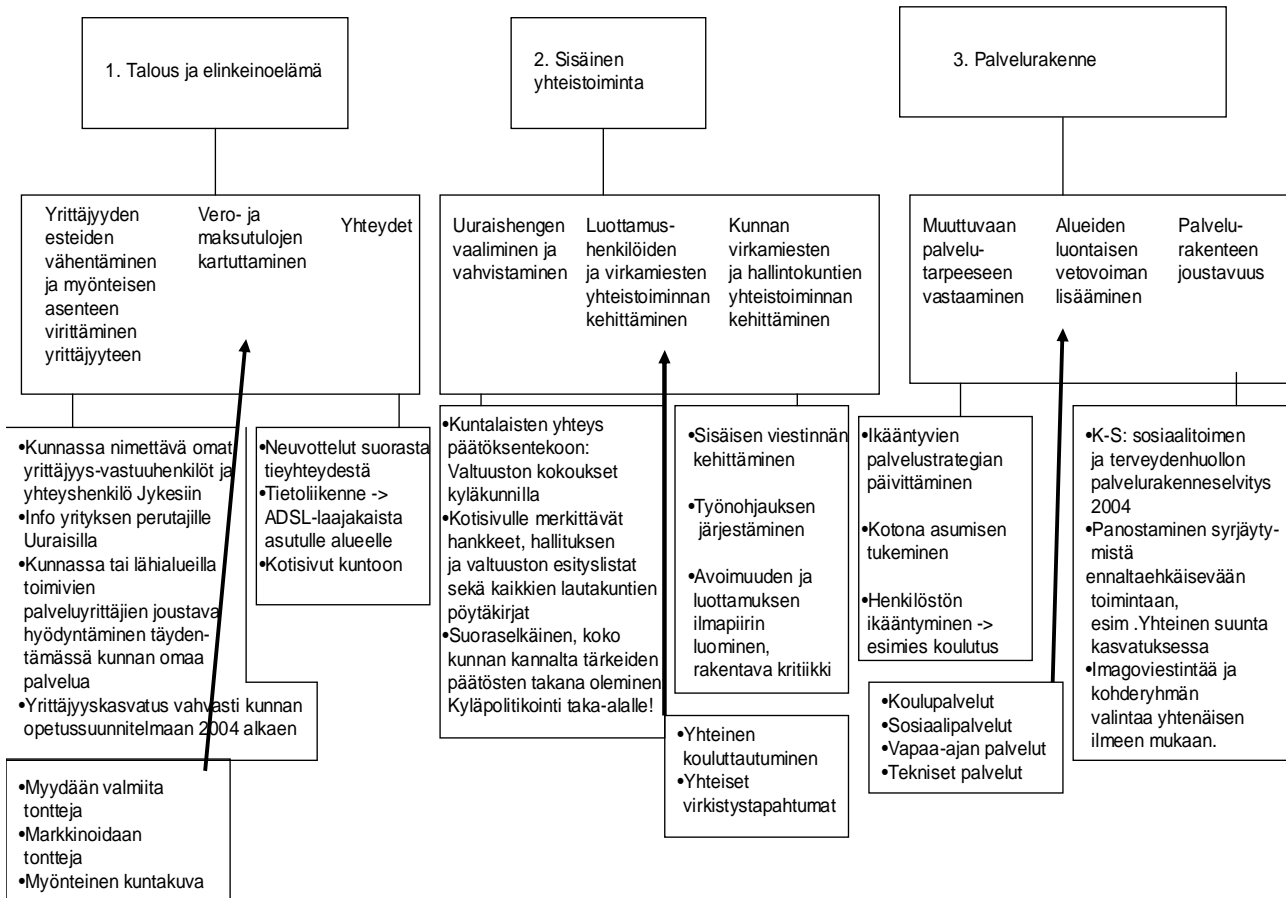 1. Talous ja elinkeinoelämä
2. Sisäinen
yhteistoiminta
3. Palvelurakenne
Yrittäjyyden
esteiden
vähentäminen
ja myönteisen
asenteen
virittäminen
yrittäjyyteen
Vero- ja
maksutulojen
kartuttaminen
Yhteydet
Uuraishengen
vaaliminen ja
vahvistaminen
Luottamus-
henkilöiden
ja virkamiesten
yhteistoiminnan
kehittäminen
Kunnan
virkamiesten
ja hallintokuntien
yhteistoiminnan
kehittäminen
Muuttuvaan
palvelu-
tarpeeseen
vastaaminen
Alueiden
luontaisen
vetovoiman
lisääminen
Palvelu-
rakenteen
joustavuus
•Kunnassa nimettävä omat
yrittäjyys-vastuuhenkilöt ja
yhteyshenkilö Jykesiin
•Info yrityksen perutajille
Uuraisilla
•Kunnassa tai lähialueilla
toimivien
palveluyrittäjien joustava
hyödyntäminen täyden-
tämässä kunnan omaa
palvelua
•Yrittäjyyskasvatus vahvasti kunnan
opetussuunnitelmaan 2004 alkaen
•Neuvottelut suorasta
tieyhteydestä
•Tietoliikenne ->
ADSL-laajakaista
asutulle alueelle
•Kotisivut kuntoon
•Kuntalaisten yhteys
päätöksentekoon:
Valtuuston kokoukset
kyläkunnilla
•Kotisivulle merkittävät
hankkeet, hallituksen
ja valtuuston esityslistat
sekä kaikkien lautakuntien
pöytäkirjat
•Suoraselkäinen, koko
kunnan kannalta tärkeiden
päätösten takana oleminen.
Kyläpolitikointi taka-alalle!
•Sisäisen viestinnän
kehittäminen
•Työnohjauksen
järjestäminen
•Avoimuuden ja
luottamuksen
ilmapiirin
luominen,
rakentava kritiikki
•Ikääntyvien
palvelustrategian
päivittäminen
•Kotona asumisen
tukeminen
•Henkilöstön
ikääntyminen ->
esimies koulutus
•K-S: sosiaalitoimen
ja terveydenhuollon
palvelurakenneselvitys
2004
•Panostaminen syrjäyty-
mistä
ennaltaehkäisevään
toimintaan,
esim .Yhteinen suunta
kasvatuksessa
•Imagoviestintää ja
kohderyhmän
valintaa yhtenäisen
ilmeen mukaan.
•Myydään valmiita
tontteja
•Markkinoidaan
tontteja
•Myönteinen kuntakuva
•Yhteinen
kouluttautuminen
•Yhteiset
virkistystapahtumat
•Koulupalvelut
•Sosiaalipalvelut
•Vapaa-ajan palvelut
•Tekniset palvelut